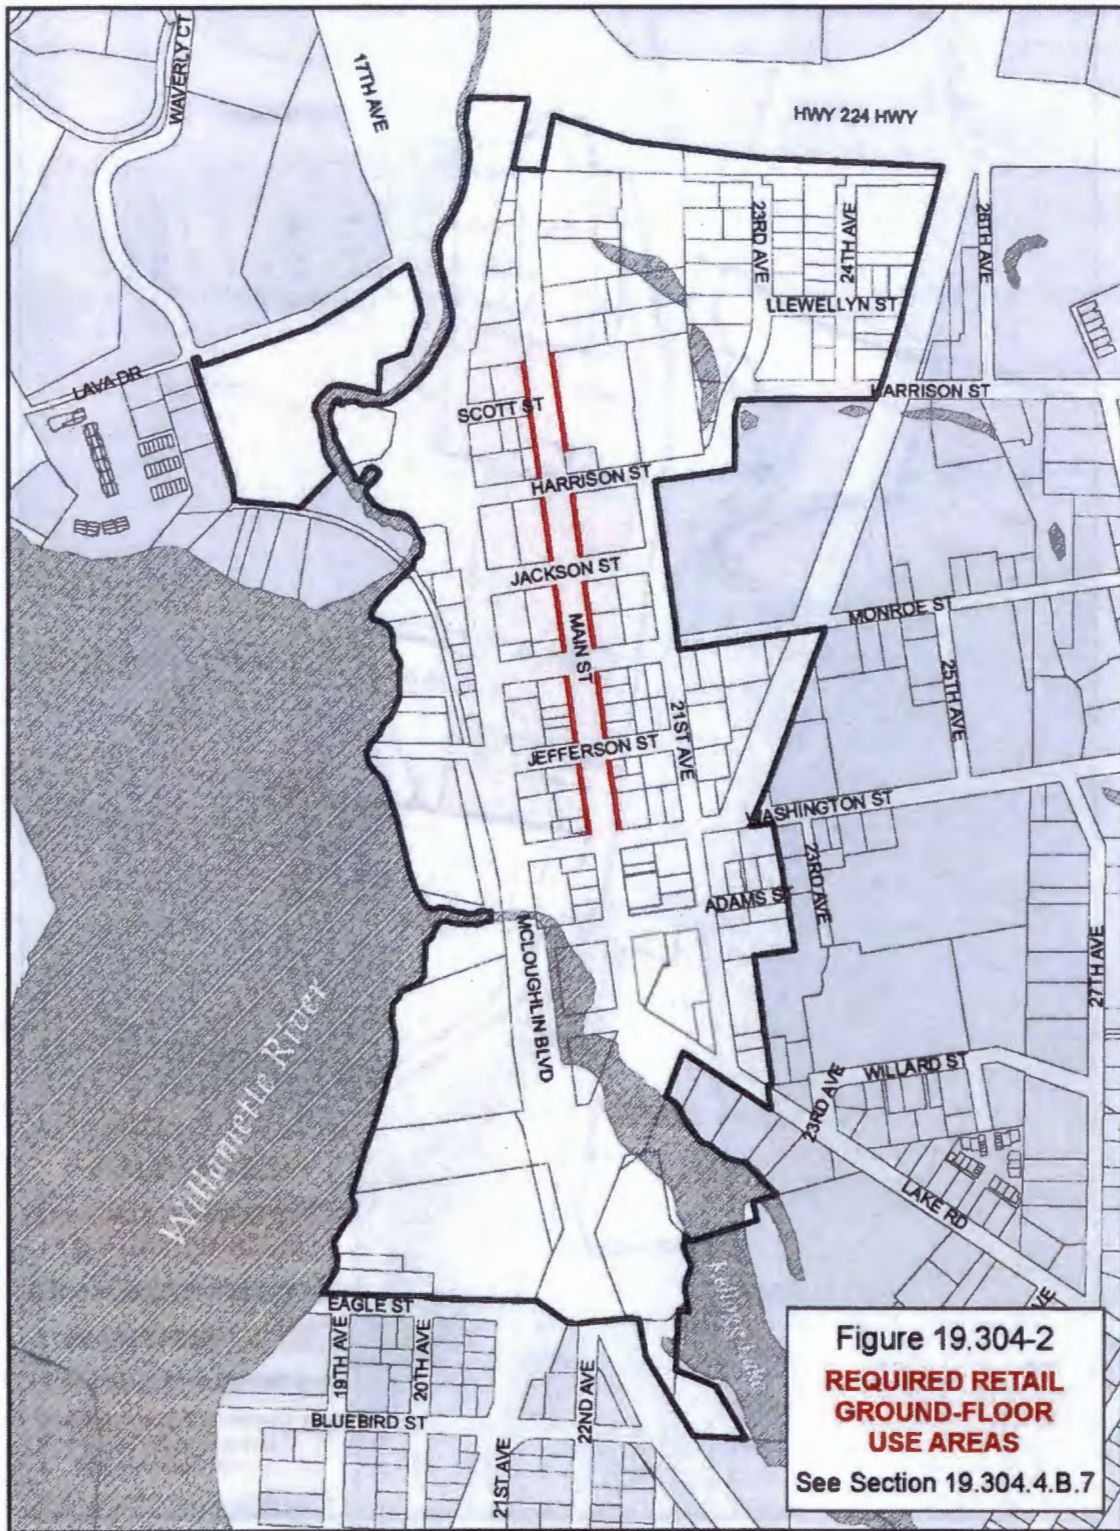 WAVERLY CT
17TH AVE
HWY 224 HWY
23RD AVE
24TH AVE
26TH AVE
LLEWELLYN ST
LAVA DR
SCOTT ST
HARRISON ST
HARRISON ST
JACKSON ST
MAIN ST
MONROE ST
25TH AVE
21ST AVE
JEFFERSON ST
WASHINGTON ST
23RD AVE
ADAMS ST
MCLOUGHLIN BLVD
27TH AVE
Willamette River
WILLARD ST
23RD AVE
LAKE RD
EAGLE ST
19TH AVE
20TH AVE
BLUEBIRD ST
21ST AVE
22ND AVE
AVE
Figure 19.304-2
REQUIRED RETAIL
GROUND-FLOOR
USE AREAS
See Section 19.304.4.B.7